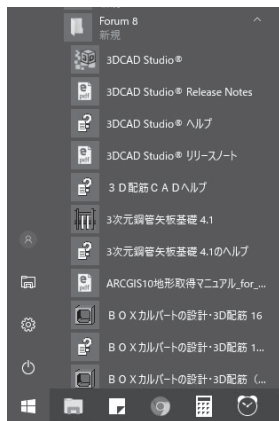 Forum 8
新規
3DCAD Studio®
3DCAD Studio® Release Notes
3DCAD Studio® ヘルプ
3DCAD Studio® リリースノート
３Ｄ配筋ＣＡＤヘルプ
3次元鋼管矢板基礎 4.1
3次元鋼管矢板基礎 4.1のヘルプ
ARCGIS10地形取得マニュアル_for_...
ＢＯＸカルバートの設計・3D配筋 16
ＢＯＸカルバートの設計・3D配筋 1...
ＢＯＸカルバートの設計・3D配筋（...